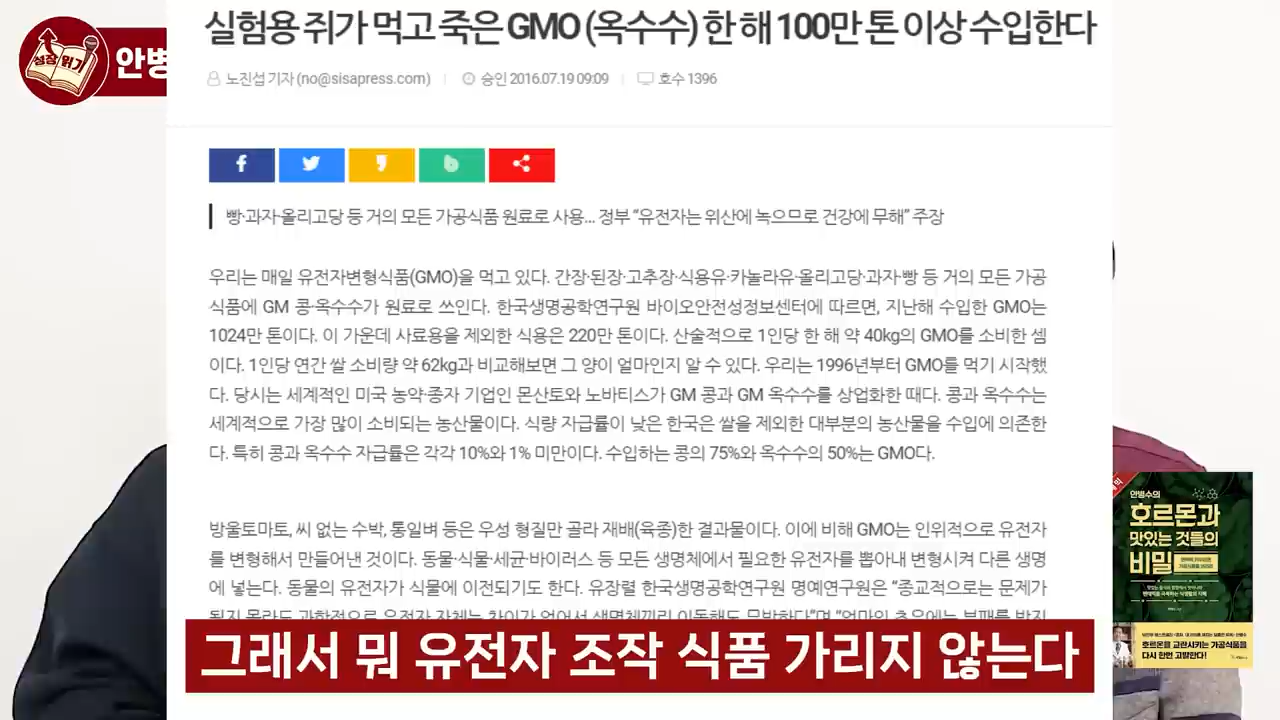 실험용 쥐가 먹고 죽은 GMO (옥수수) 한 해 100만 톤 이상 수입한다
성장 읽기
안병
노진섭 기자 (no@sisapress.com)
승인 2016.07.19 09:09
호수 1396
빵·과자·올리고당 등 거의 모든 가공식품 원료로 사용... 정부 “유전자는 위산에 녹으므로 건강에 무해” 주장
우리는 매일 유전자변형식품(GMO)을 먹고 있다. 간장·된장·고추장·식용유·카놀라유·올리고당·과자·빵 등 거의 모든 가공
식품에 GM 콩·옥수수가 원료로 쓰인다. 한국생명공학연구원 바이오안전성정보센터에 따르면, 지난해 수입한 GMO는
1024만 톤이다. 이 가운데 사료용을 제외한 식용은 220만 톤이다. 산술적으로 1인당 한 해 약 40kg의 GMO를 소비한 셈
이다. 1인당 연간 쌀 소비량 약 62kg과 비교해보면 그 양이 얼마인지 알 수 있다. 우리는 1996년부터 GMO를 먹기 시작했
다. 당시는 세계적인 미국 농약·종자 기업인 몬산토와 노바티스가 GM 콩과 GM 옥수수를 상업화한 때다. 콩과 옥수수는
세계적으로 가장 많이 소비되는 농산물이다. 식량 자급률이 낮은 한국은 쌀을 제외한 대부분의 농산물을 수입에 의존한
다. 특히 콩과 옥수수 자급률은 각각 10%와 1% 미만이다. 수입하는 콩의 75%와 옥수수의 50%는 GMO다.
방울토마토, 씨 없는 수박, 통일벼 등은 우성 형질만 골라 재배(육종)한 결과물이다. 이에 비해 GMO는 인위적으로 유전자
를 변형해서 만들어낸 것이다. 동물·식물·세균·바이러스 등 모든 생명체에서 필요한 유전자를 뽑아내 변형시켜 다른 생명
에 넣는다. 동물의 유전자가 식물에 전이되기도 한다. 유장렬 한국생명공학연구원 명예연구원은 “종교적으로는 문제가
그래서 뭐 유전자 조작 식품 가리지 않는다
안병수의
호르몬과
맛있는 것들의
비밀
호르몬을 교란시키는 가공식품을
다시 한번 고발한다!